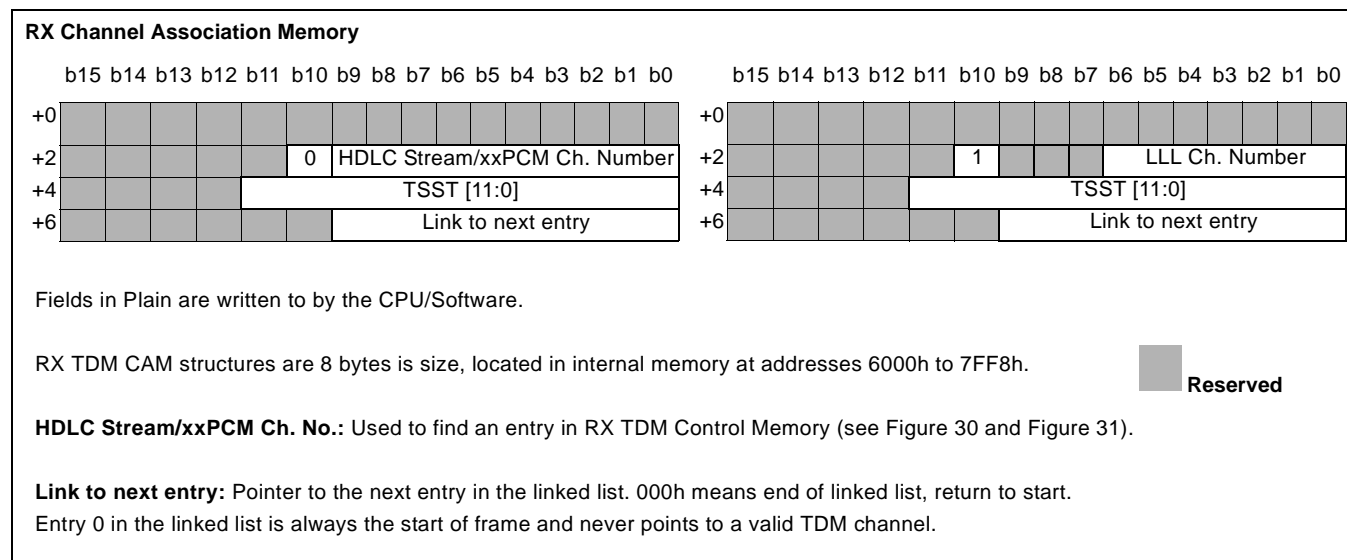 RX Channel Association Memory
b15 b14 b13 b12 b11 b10 b9 b8 b7 b6 b5 b4 b3 b2 b1 b0
+0
+2 0 HDLC Stream/xxPCM Ch. Number
+4 TSST [11:0]
+6 Link to next entry
b15 b14 b13 b12 b11 b10 b9 b8 b7 b6 b5 b4 b3 b2 b1 b0
+0
+2 1 LLL Ch. Number
+4 TSST [11:0]
+6 Link to next entry
Fields in Plain are written to by the CPU/Software.
RX TDM CAM structures are 8 bytes is size, located in internal memory at addresses 6000h to 7FF8h.
Reserved
HDLC Stream/xxPCM Ch. No.: Used to find an entry in RX TDM Control Memory (see Figure 30 and Figure 31).
Link to next entry: Pointer to the next entry in the linked list. 000h means end of linked list, return to start.
Entry 0 in the linked list is always the start of frame and never points to a valid TDM channel.